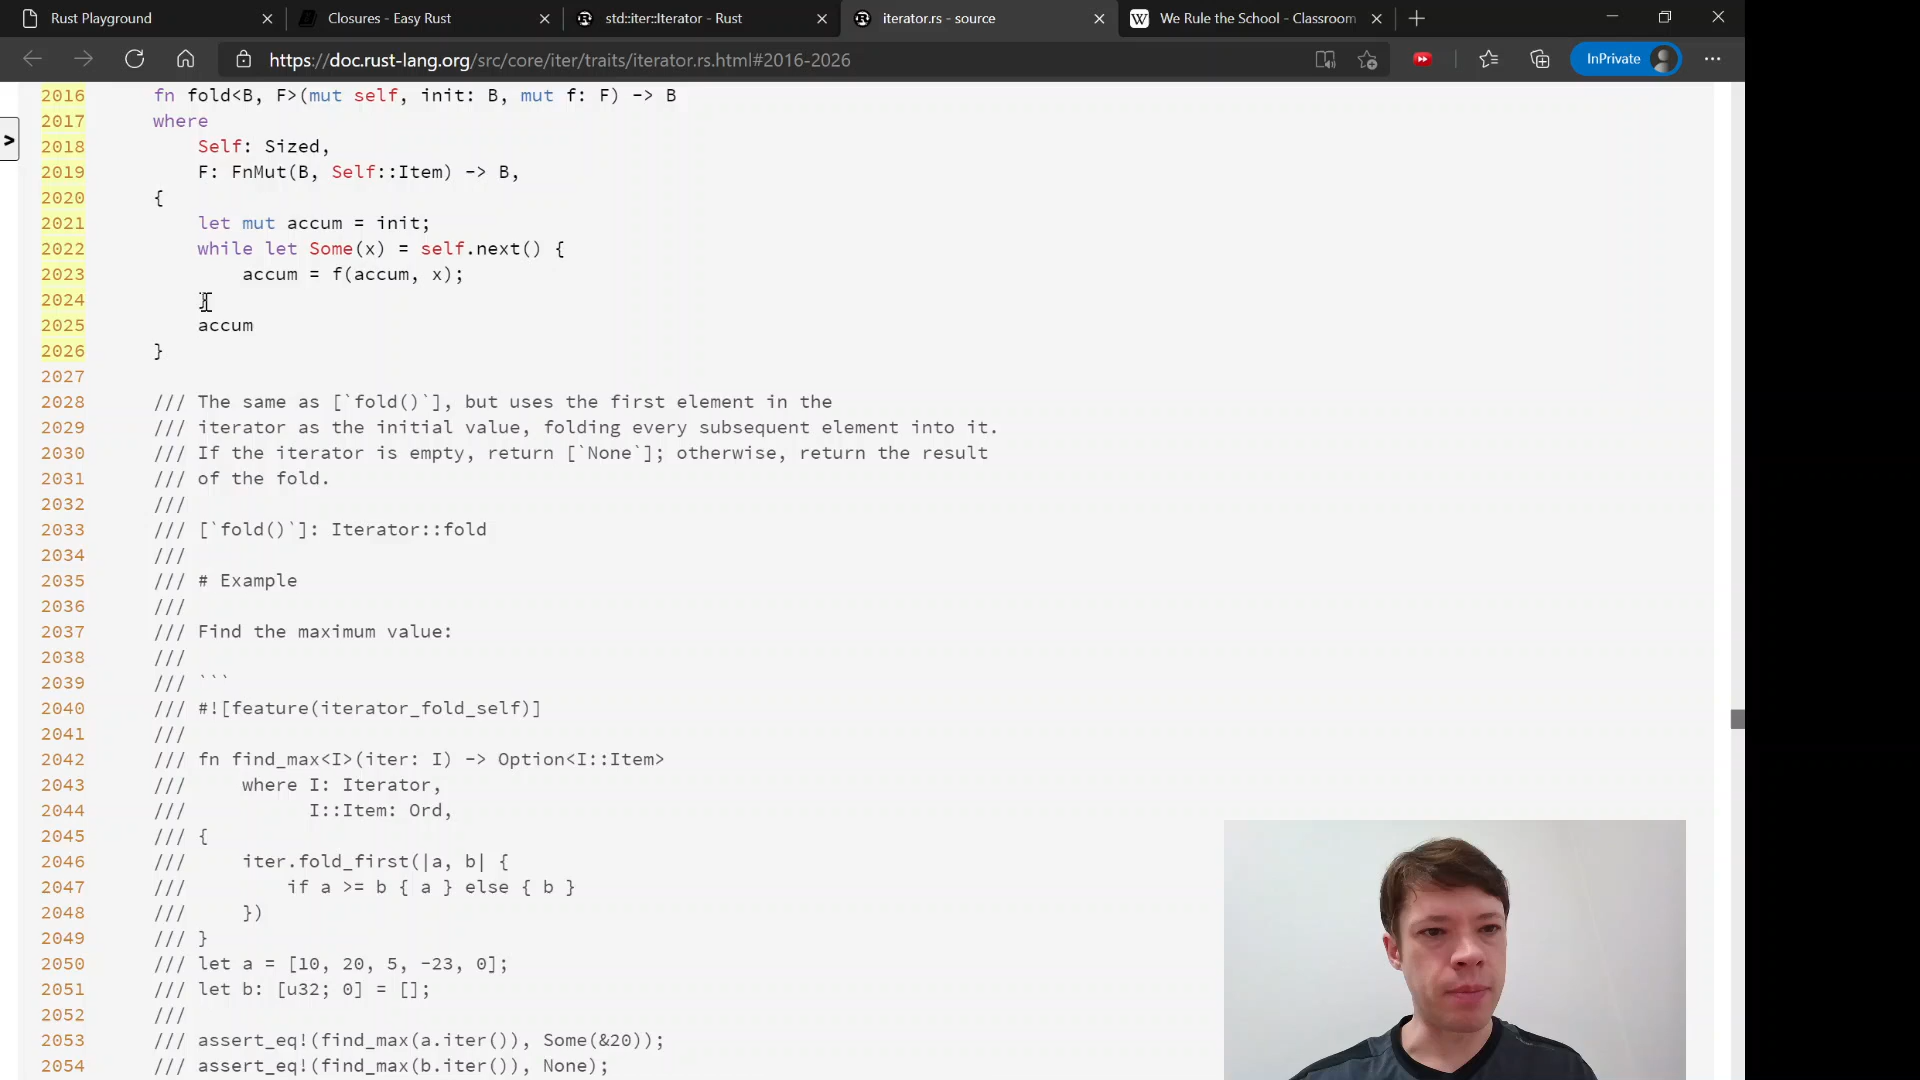 Rust Playground
Closures - Easy Rust
std::iter::Iterator - Rust
iterator.rs - source
We Rule the School - Classroom
https://doc.rust-lang.org/src/core/iter/traits/iterator.rs.html#2016-2026
InPrivate
2016 fn fold<B, F>(mut self, init: B, mut f: F) -> B
2017 where
2018 Self: Sized,
2019 F: FnMut(B, Self::Item) -> B,
2020 {
2021 let mut accum = init;
2022 while let Some(x) = self.next() {
2023 accum = f(accum, x);
2024 }
2025 accum
2026 }
2027
2028 /// The same as [`fold()`], but uses the first element in the
2029 /// iterator as the initial value, folding every subsequent element into it.
2030 /// If the iterator is empty, return [`None`]; otherwise, return the result
2031 /// of the fold.
2032 ///
2033 /// [`fold()`]: Iterator::fold
2034 ///
2035 /// # Example
2036 ///
2037 /// Find the maximum value:
2038 ///
2039 /// ```
2040 /// #![feature(iterator_fold_self)]
2041 ///
2042 /// fn find_max<I>(iter: I) -> Option<I::Item>
2043 /// where I: Iterator,
2044 /// I::Item: Ord,
2045 /// {
2046 /// iter.fold_first(|a, b| {
2047 /// if a >= b { a } else { b }
2048 /// })
2049 /// }
2050 /// let a = [10, 20, 5, -23, 0];
2051 /// let b: [u32; 0] = [];
2052 ///
2053 /// assert_eq!(find_max(a.iter()), Some(&20));
2054 /// assert_eq!(find_max(b.iter()), None);